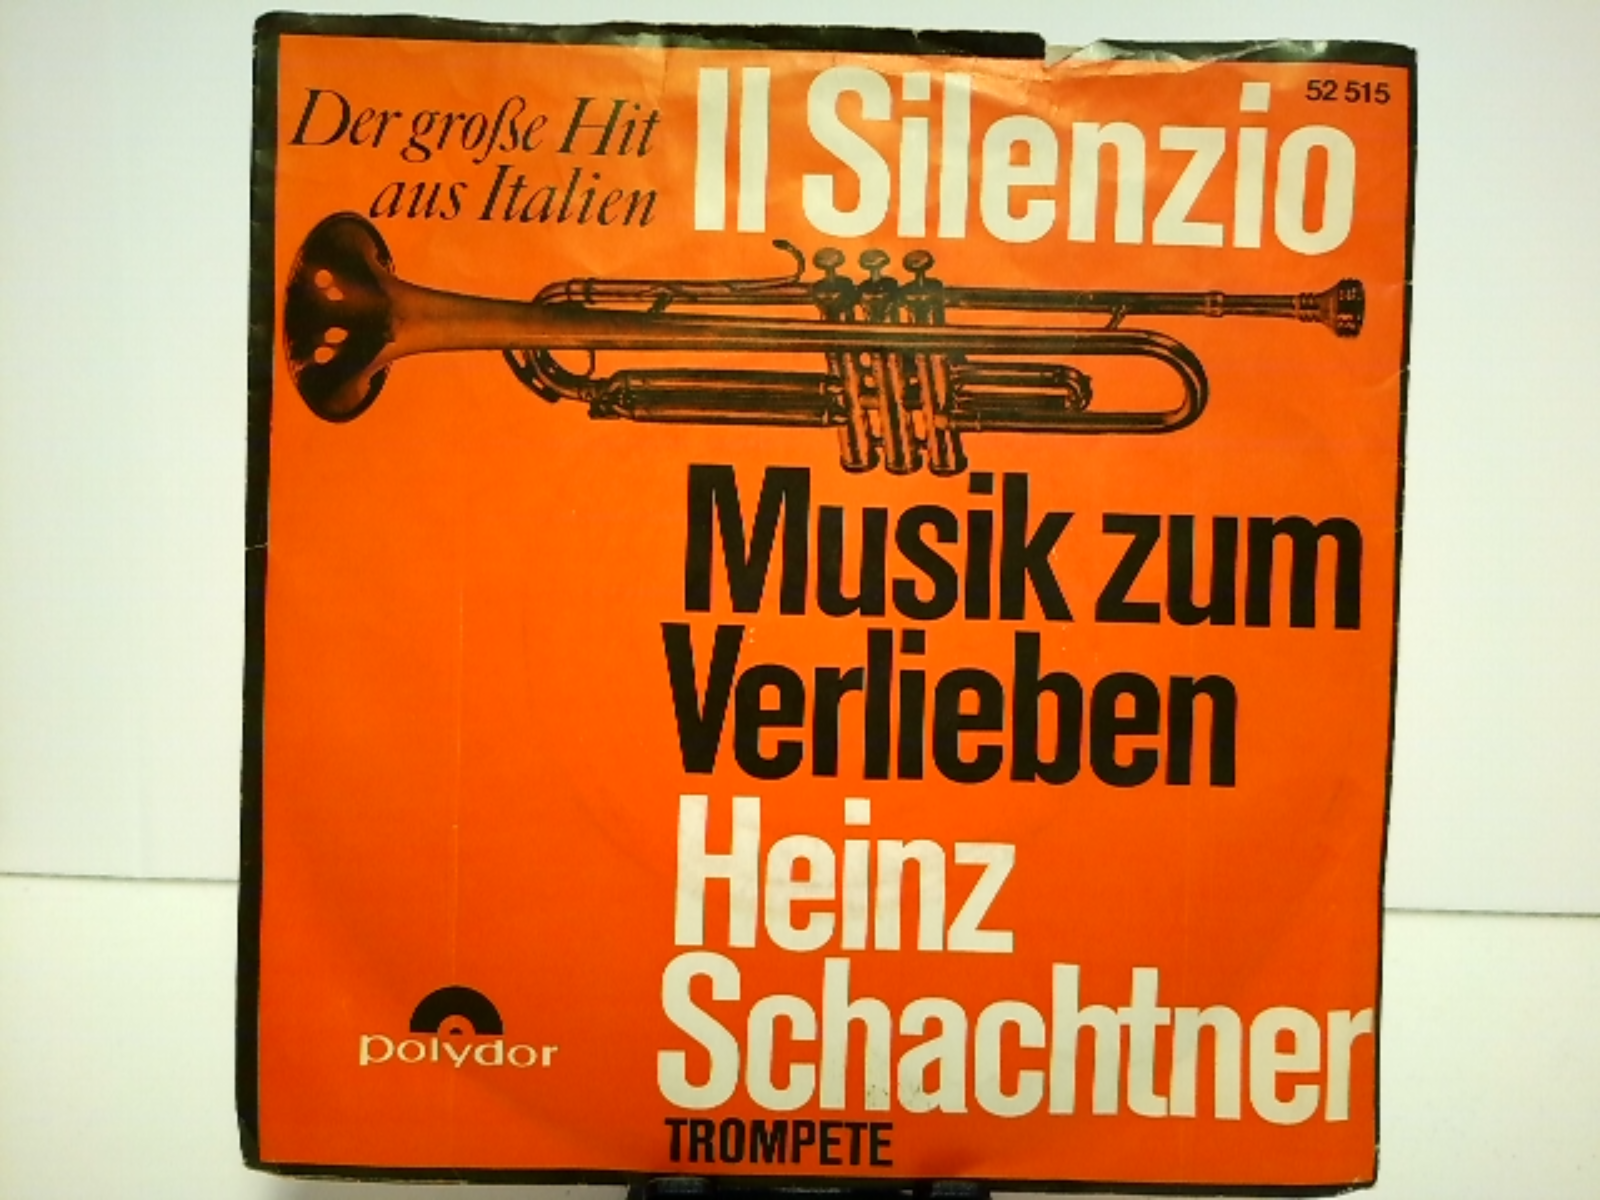 Der große Hit
aus Italien
Il Silenzio
52 515
Musik zum
Verlieben
Heinz
Schachtner
TROMPETE
polydor